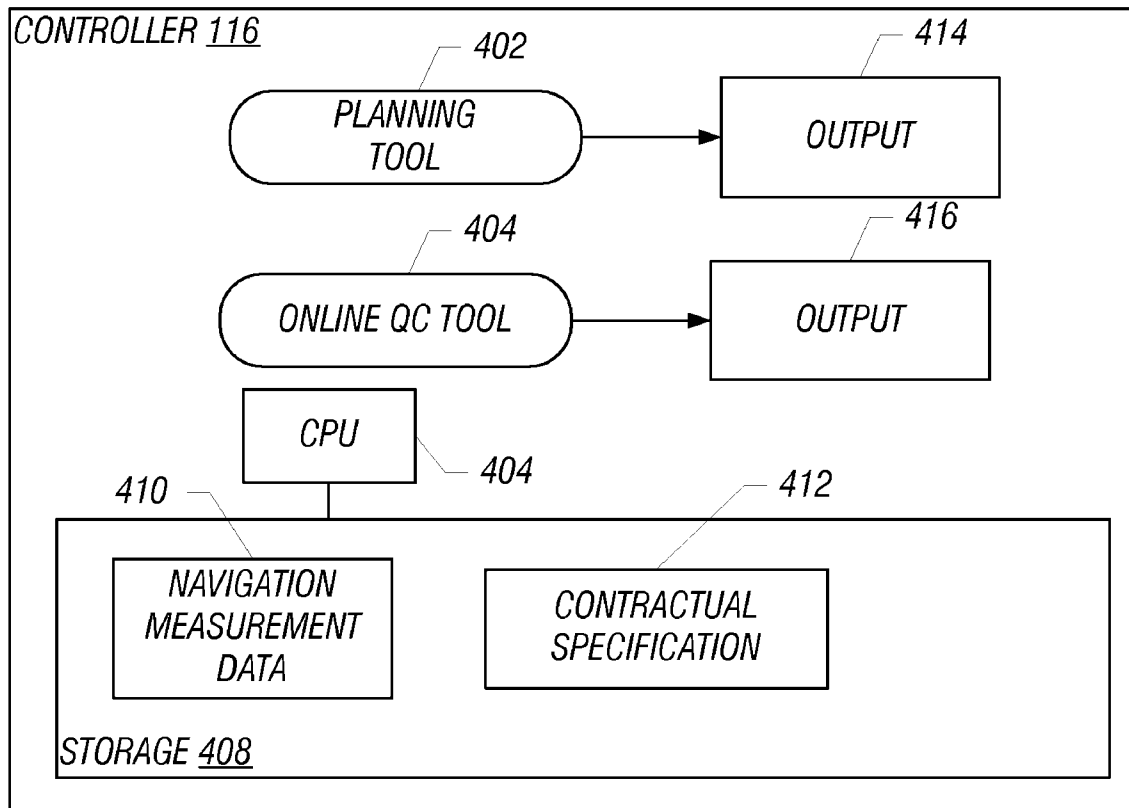 CONTROLLER 116
402
PLANNING
TOOL
414
OUTPUT
404
ONLINE QC TOOL
416
OUTPUT
CPU
404
410
NAVIGATION
MEASUREMENT
DATA
412
CONTRACTUAL
SPECIFICATION
STORAGE 408